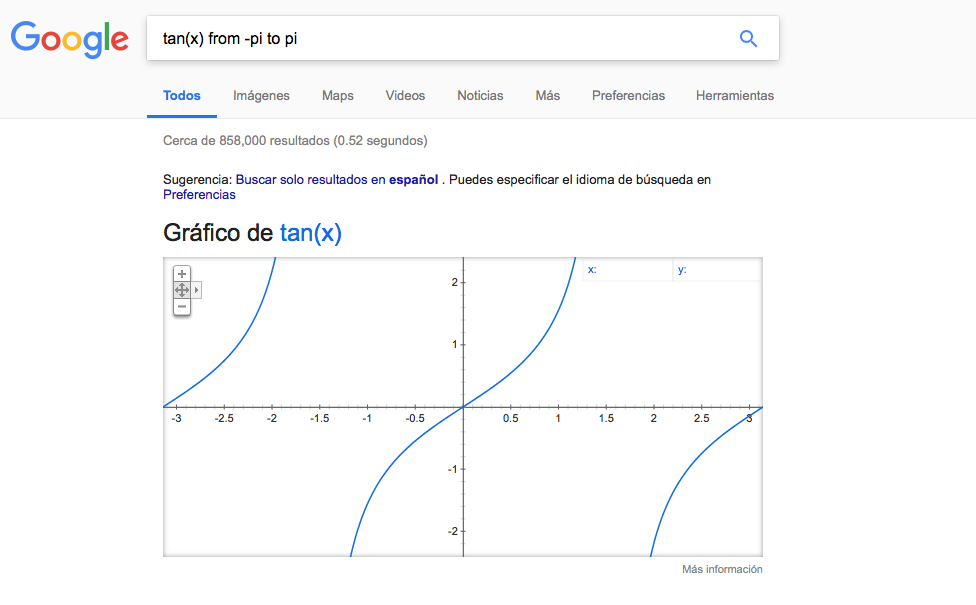 Google
tan(x) from -pi to pi
Todos Imágenes Maps Videos Noticias Más Preferencias Herramientas
Cerca de 858,000 resultados (0.52 segundos)
Sugerencia: Buscar solo resultados en español . Puedes especificar el idioma de búsqueda en
Preferencias
Gráfico de tan(x)
x: y:
2
1
-3 -2.5 -2 -1.5 -1 -0.5 0.5 1 1.5 2 2.5 3
-1
-2
Más información